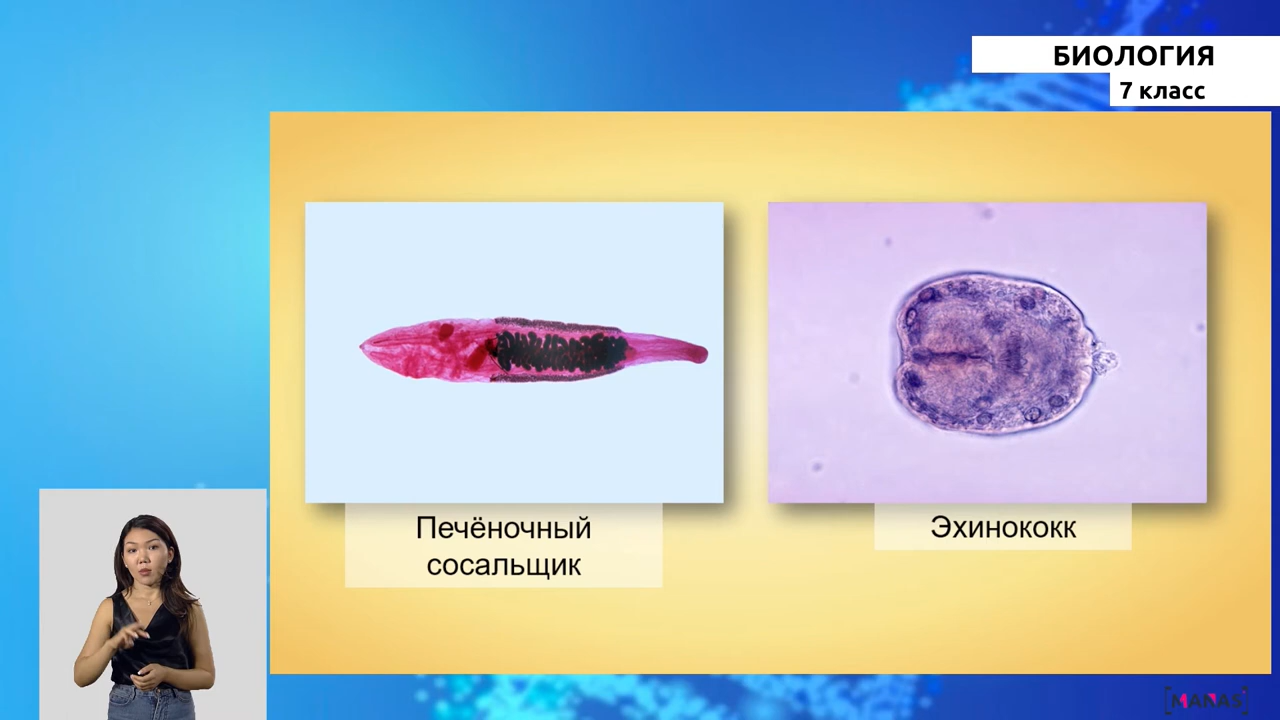 БИОЛОГИЯ
7 класс
Печёночный
сосальщик
Эхинококк
MANAS